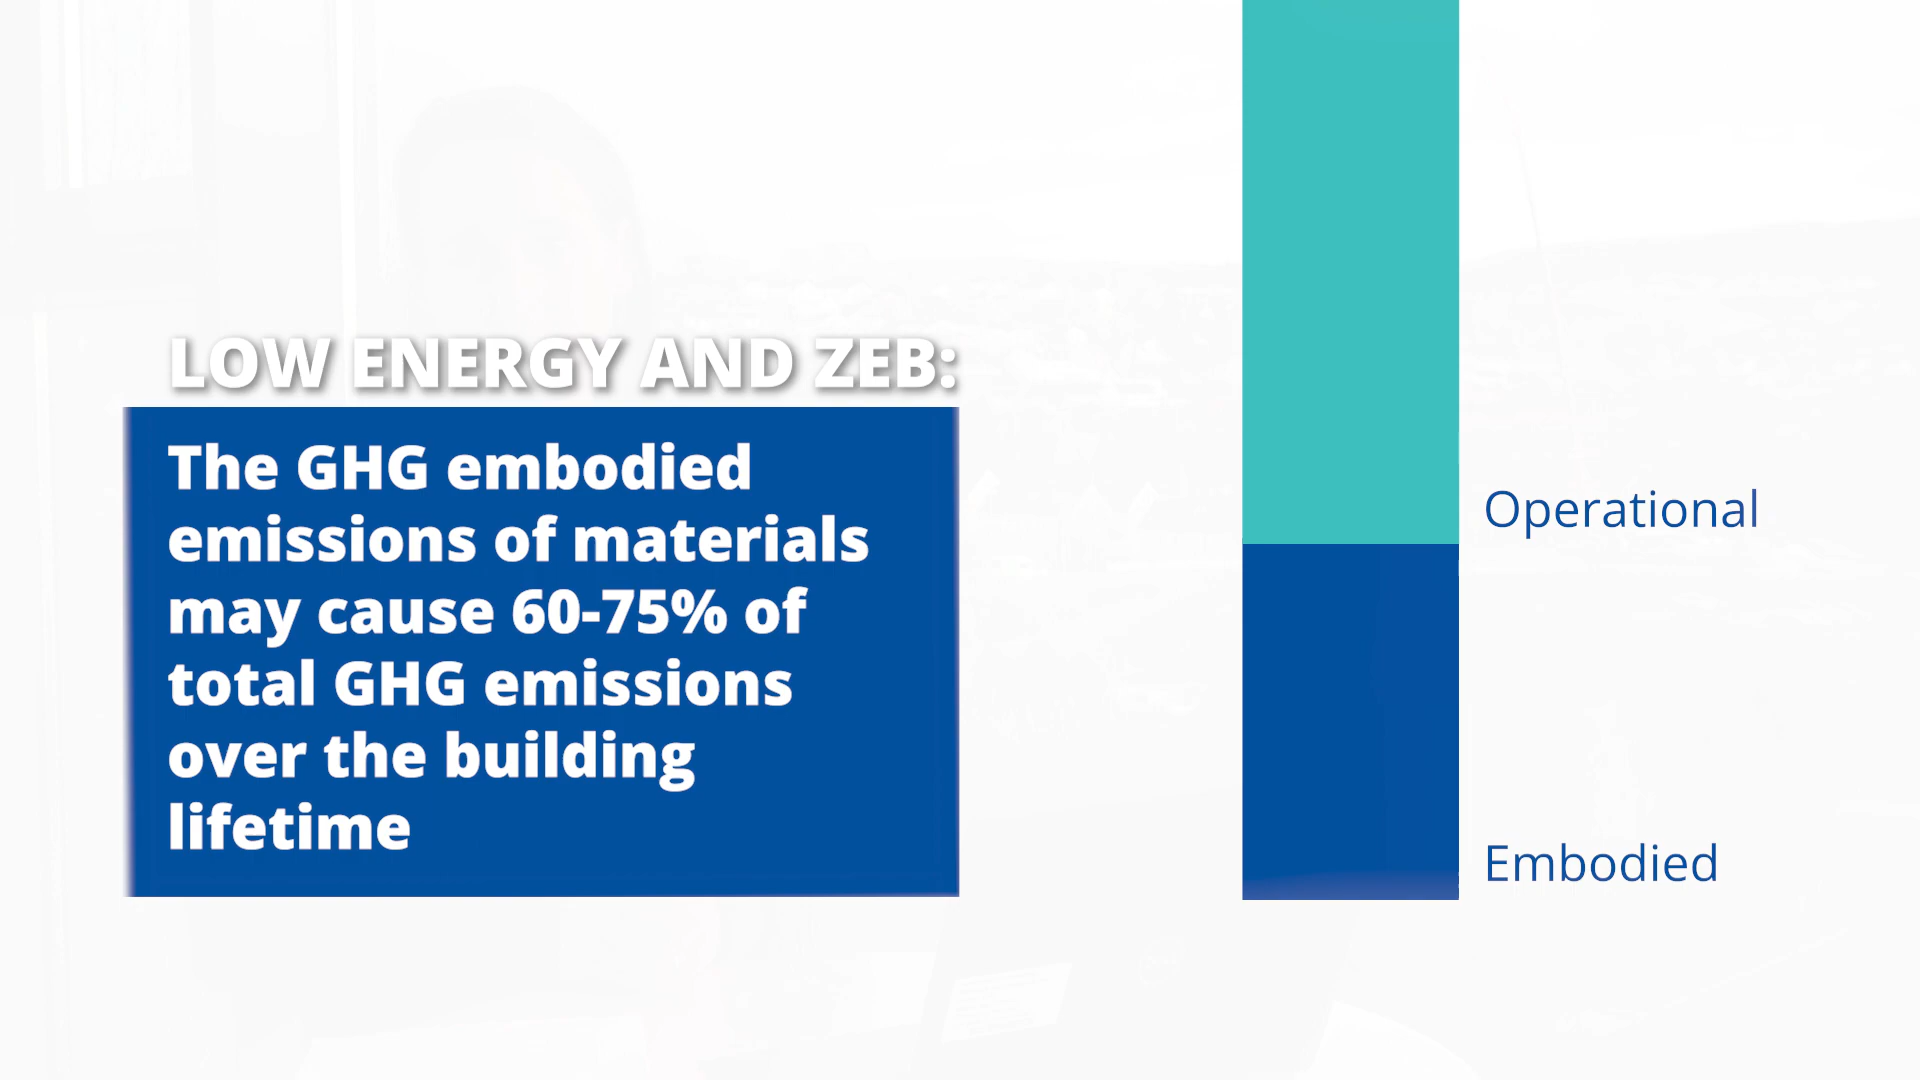 LOW ENERGY AND ZEB:
The GHG embodied
emissions of materials
may cause 60-75% of
total GHG emissions
over the building
lifetime
Operational
Embodied